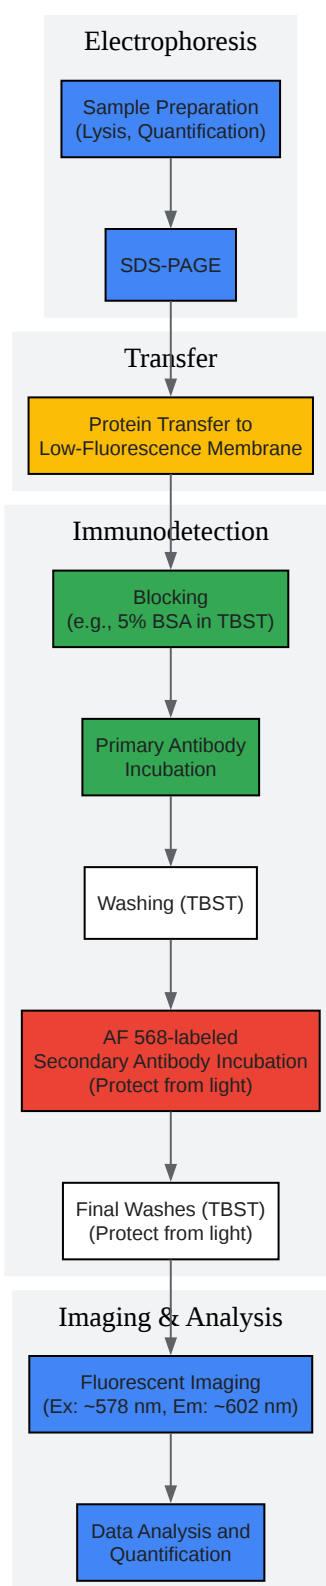 Electrophoresis
Sample Preparation
(Lysis, Quantification)
SDS-PAGE
Transfer
Protein Transfer to
Low-Fluorescence Membrane
Immunodetection
Blocking
(e.g., 5% BSA in TBST)
Primary Antibody
Incubation
Washing (TBST)
AF 568-labeled
Secondary Antibody Incubation
(Protect from light)
Final Washes (TBST)
(Protect from light)
Imaging & Analysis
Fluorescent Imaging
(Ex: ~578 nm, Em: ~602 nm)
Data Analysis and
Quantification